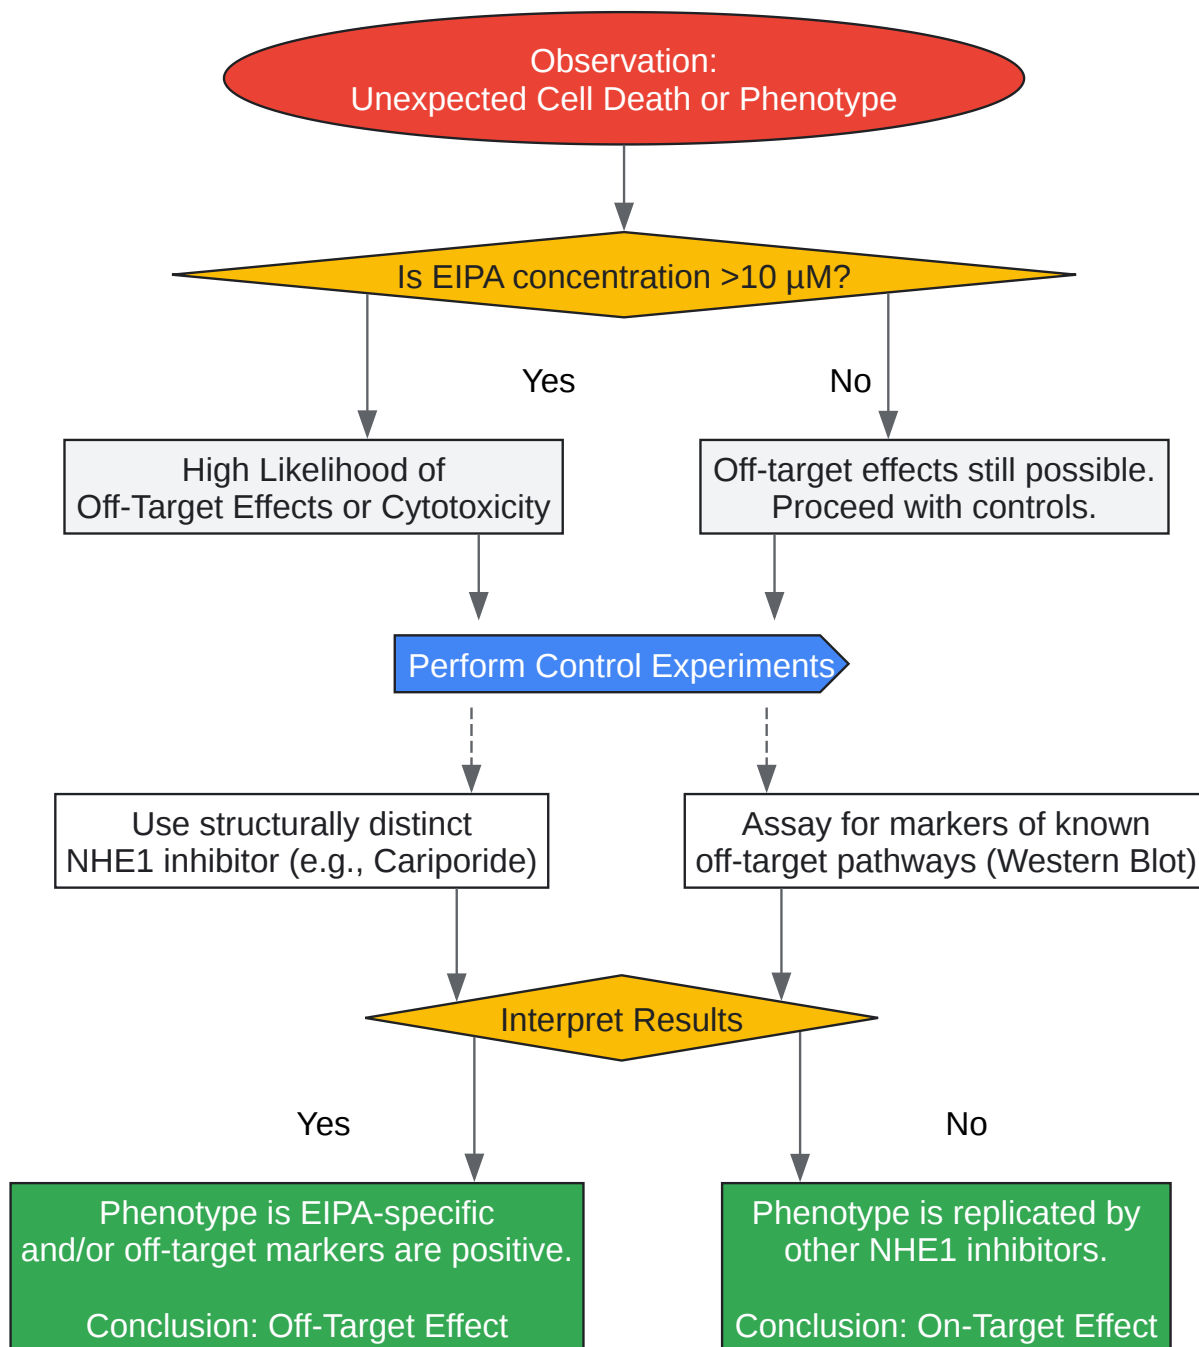 Observation:
Unexpected Cell Death or Phenotype
Is EIPA concentration >10 µM?
Yes
No
High Likelihood of
Off-Target Effects or Cytotoxicity
Off-target effects still possible.
Proceed with controls.
Perform Control Experiments
Use structurally distinct
NHE1 inhibitor (e.g., Cariporide)
Assay for markers of known
off-target pathways (Western Blot)
Interpret Results
Yes
No
Phenotype is EIPA-specific
and/or off-target markers are positive.
Conclusion: Off-Target Effect
Phenotype is replicated by
other NHE1 inhibitors.
Conclusion: On-Target Effect